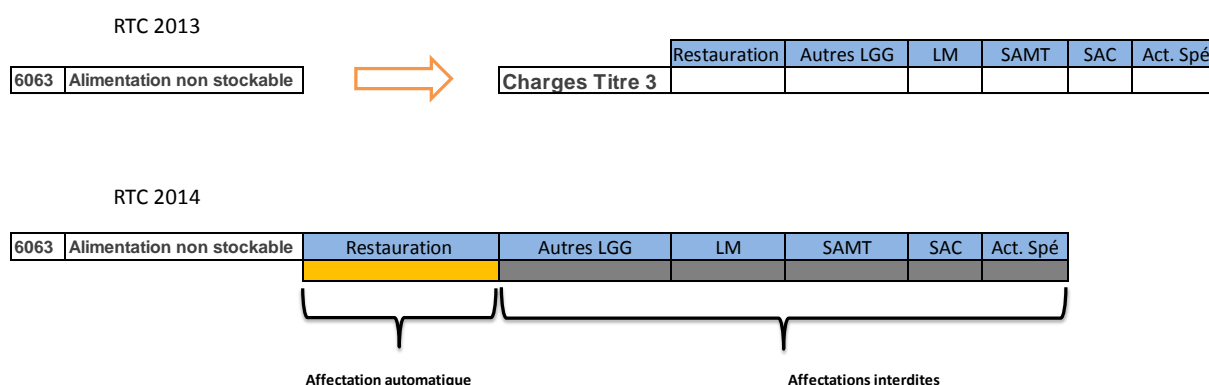 RTC 2013
Restauration Autres LGG LM SAMT SAC Act. Spé
6063 Alimentation non stockable Charges Titre 3
RTC 2014
6063 Alimentation non stockable Restauration Autres LGG LM SAMT SAC Act. Spé
Affectation automatique Affectations interdites